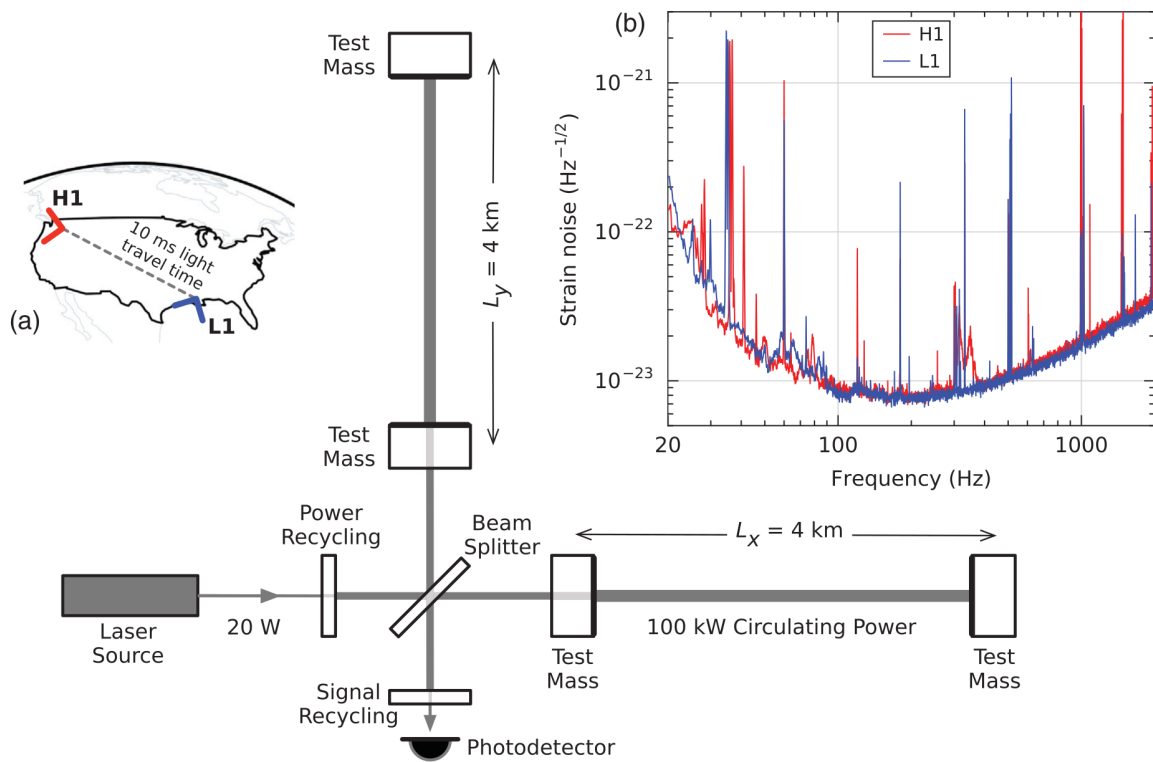 (a)
H1
10 ms light
travel time
L1
Test
Mass
L_y = 4 km
Test
Mass
Power
Recycling
Beam
Splitter
L_x = 4 km
Laser
Source
20 W
100 kW Circulating Power
Test
Mass
Test
Mass
Signal
Recycling
Photodetector
(b)
H1
L1
Strain noise (Hz^{-1/2})
10^{-21}
10^{-22}
10^{-23}
20
100
1000
Frequency (Hz)